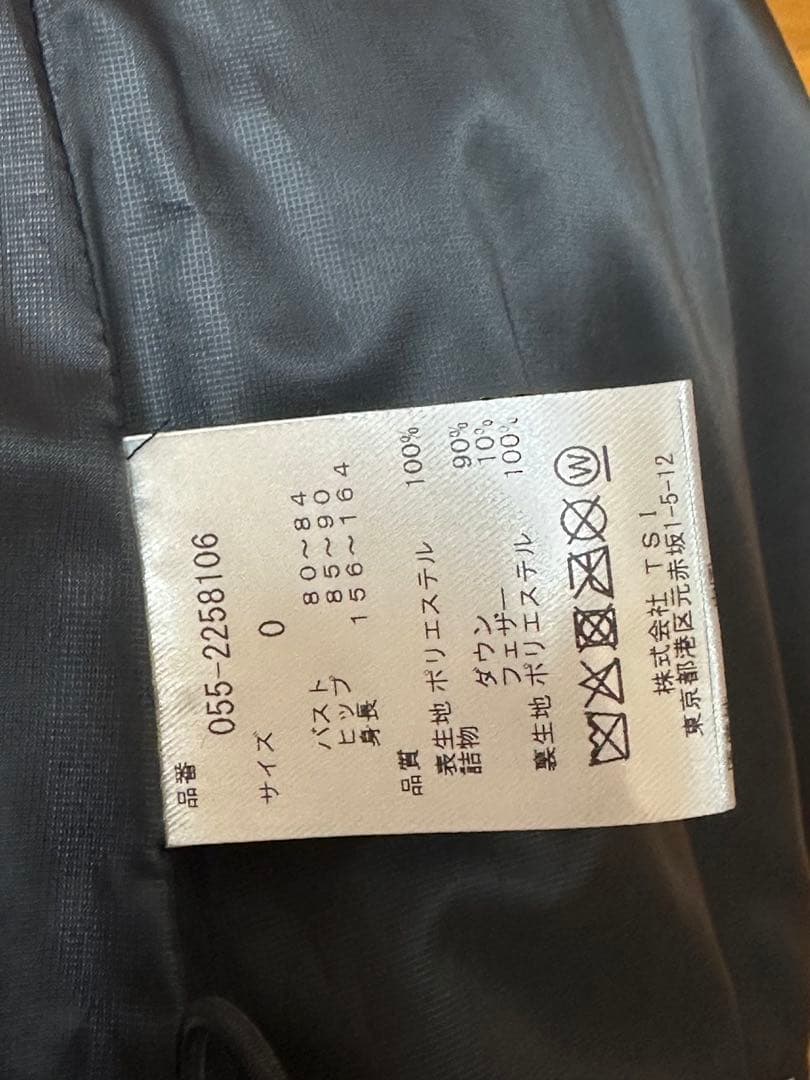 品番
055-2258106
サイズ
0
バスト 80～84
ヒップ 85～90
身長 156～164
品質
表生地 ポリエステル 100%
詰物 ダウン 90%
フェザー 10%
裏生地 ポリエステル 100%
W
株式会社 TSI
東京都港区元赤坂1-5-12